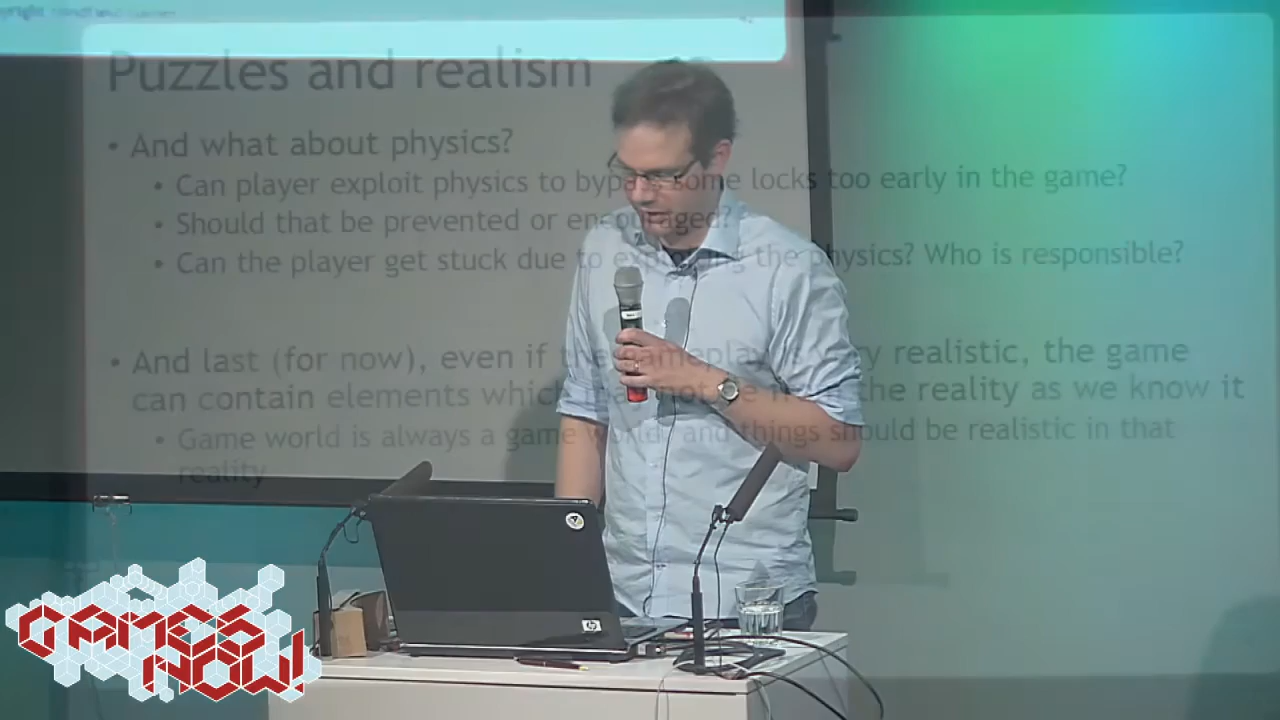 Puzzles and realism
• And what about physics?
• Can player exploit physics to bypass some locks too early in the game?
• Should that be prevented or encouraged?
• Can the player get stuck due to exploiting the physics? Who is responsible?
• And last (for now), even if the gameplay is very realistic, the game
can contain elements which may not be in the reality as we know it
• Game world is always a game world, and things should be realistic in that
reality
hp
GAMES
NOW!